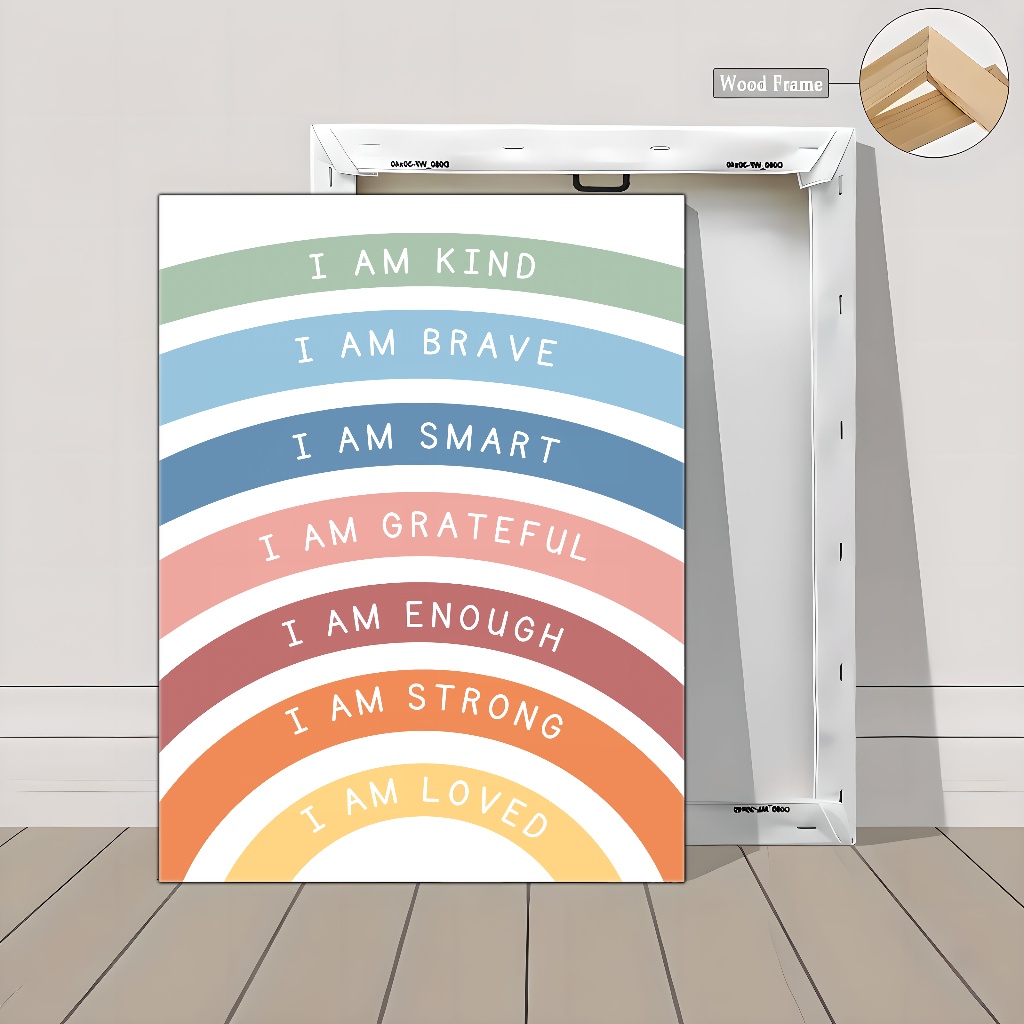 Wood Frame
I AM KIND
I AM BRAVE
I AM SMART
I AM GRATEFUL
I AM ENOUGH
I AM STRONG
I AM LOVED